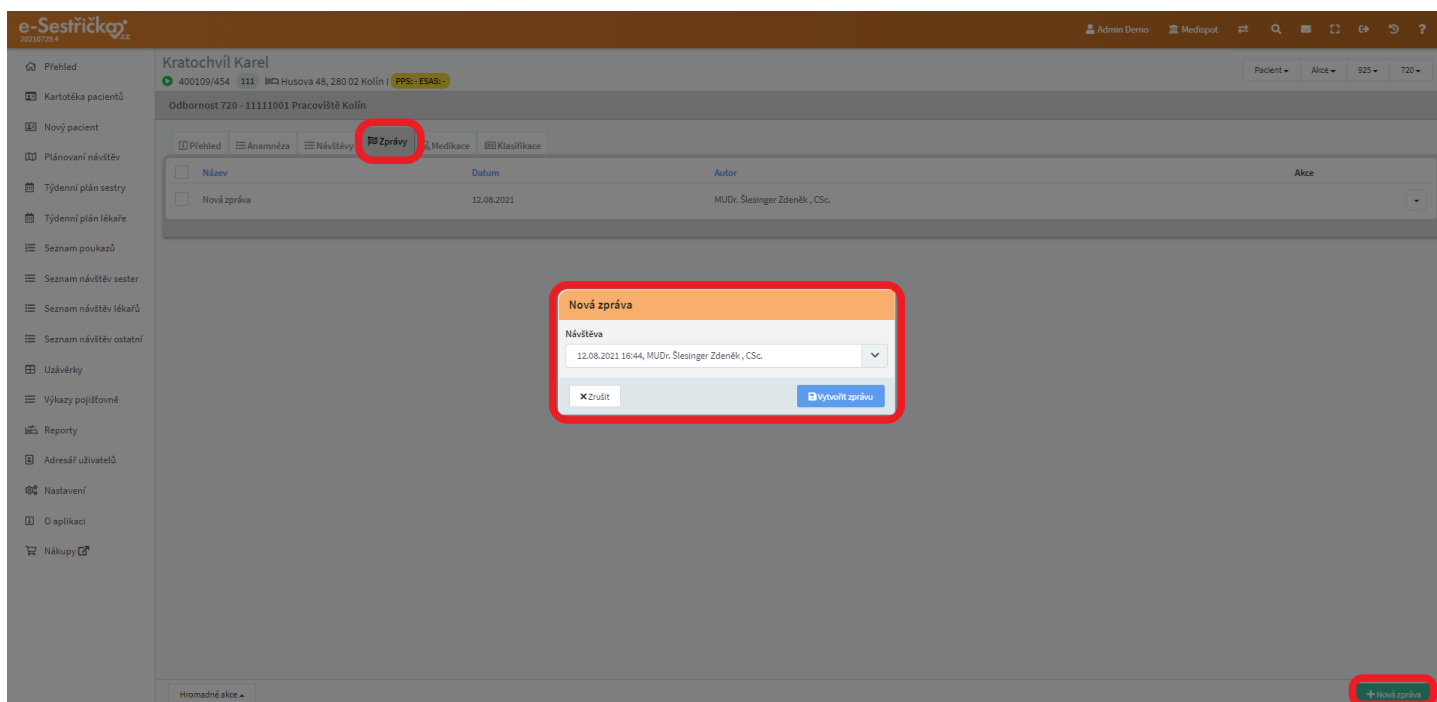 e-Sestřička.cz
20210729.4
Admin Demo Medispot
Přehled
Kartotéka pacientů
Nový pacient
Plánovaní návštěv
Týdenní plán sestry
Týdenní plán lékaře
Seznam poukazů
Seznam návštěv sester
Seznam návštěv lékařů
Seznam návštěv ostatní
Uzávěrky
Výkazy pojišťovně
Reporty
Adresář uživatelů
Nastavení
O aplikaci
Nákupy
Kratochvíl Karel
400109/454 111 Husova 48, 280 02 Kolín I PPS: - ESAS: -
Pacient Akce 925 720
Odbornost 720 - 11111001 Pracoviště Kolín
Přehled Anamnéza Návštěvy Zprávy Medikace Klasifikace
Název Datum Autor Akce
Nová zpráva 12.08.2021 MUDr. Šlesinger Zdeněk , CSc.
Nová zpráva
Návštěva
12.08.2021 16:44, MUDr. Šlesinger Zdeněk , CSc.
Zrušit Vytvořit zprávu
Hromadné akce + Nová zpráva